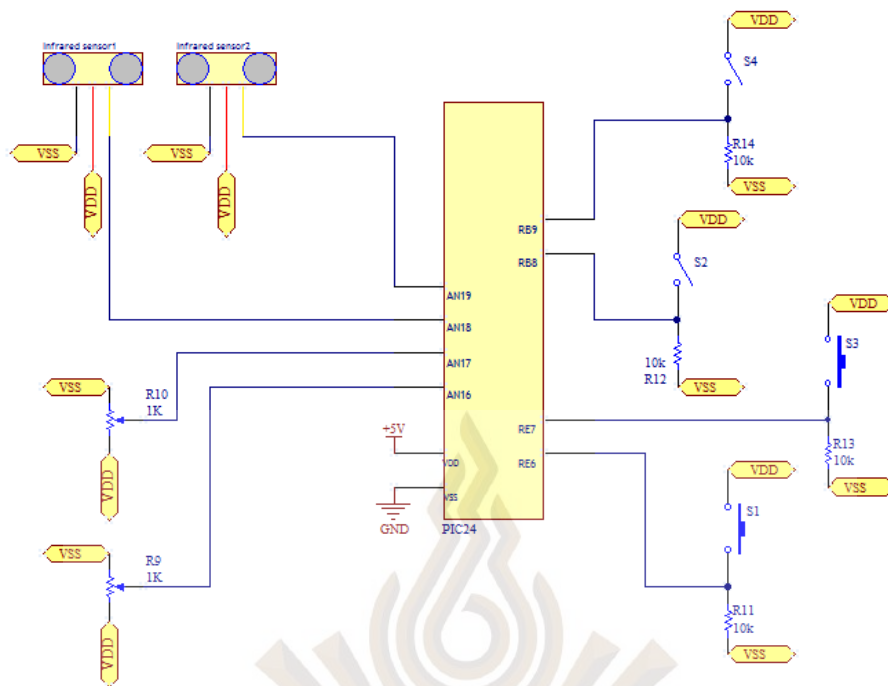 Infrared sensor1
Infrared sensor2
VSS
VDD
VSS
VDD
VDD
S4
R14
10k
VSS
RB9
RB8
VDD
S2
10k
R12
VSS
AN19
AN18
AN17
AN16
VDD
S3
R13
10k
VSS
RE7
RE6
VSS
R10
1K
VDD
+5V
VDD
VSS
GND
PIC24
VDD
S1
R11
10k
VSS
VSS
R9
1K
VDD